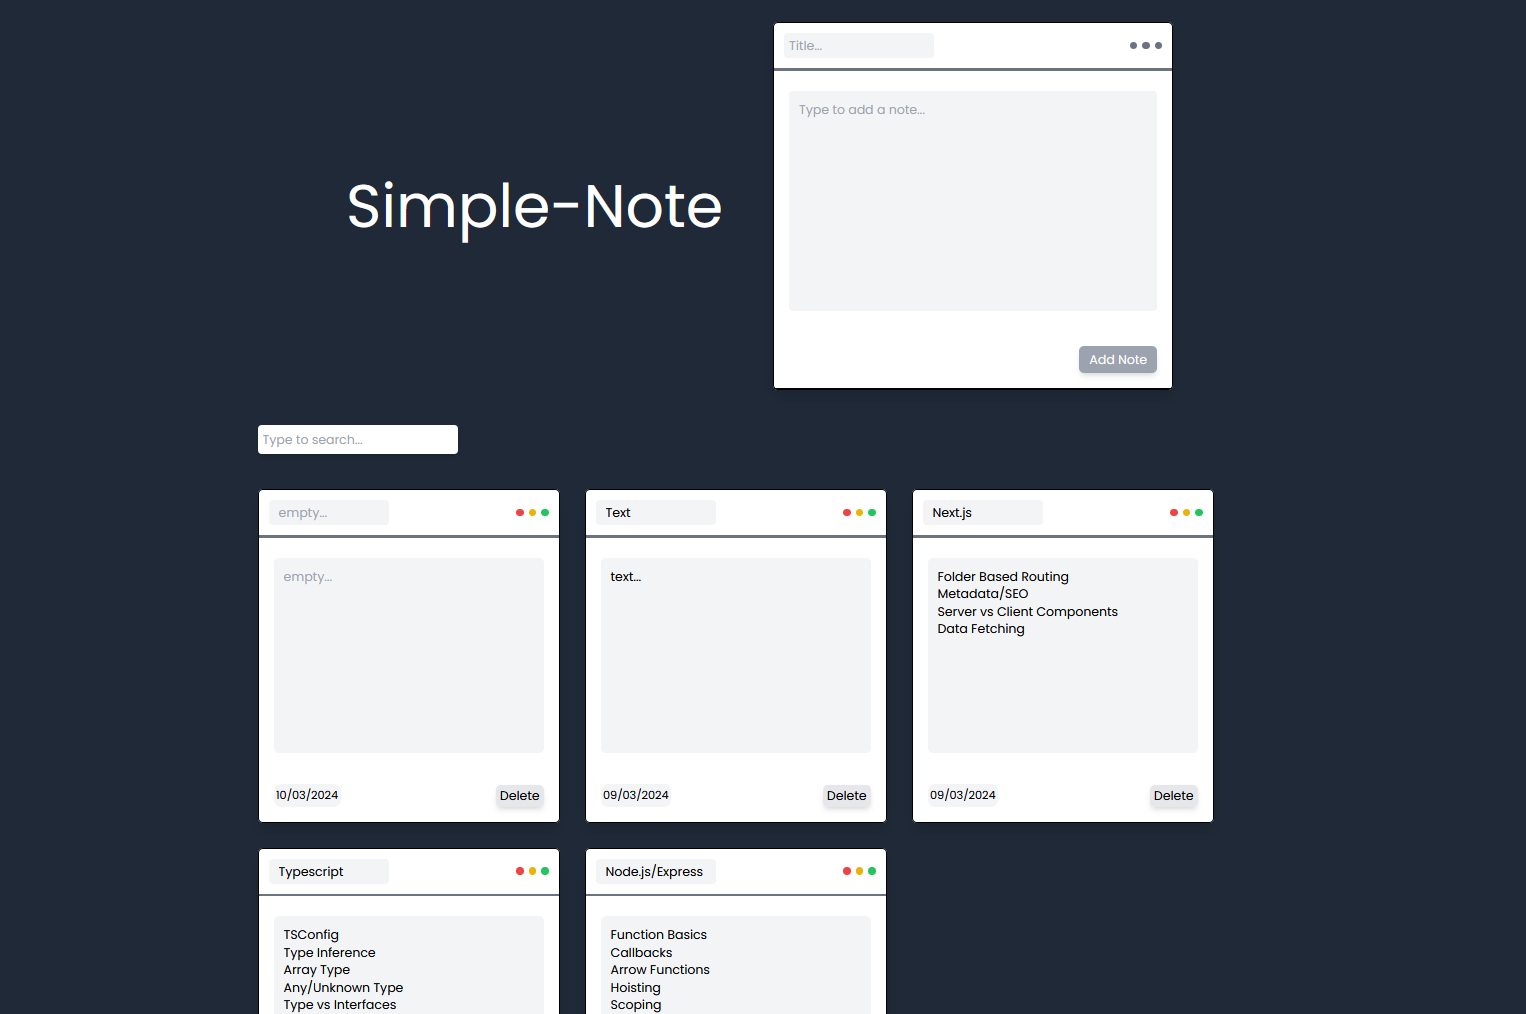 Title...
Type to add a note...
Simple-Note
Add Note
Type to search...
empty...
empty...
10/03/2024
Delete
Text
text...
09/03/2024
Delete
Next.js
Folder Based Routing
Metadata/SEO
Server vs Client Components
Data Fetching
09/03/2024
Delete
Typescript
TSConfig
Type Inference
Array Type
Any/Unknown Type
Type vs Interfaces
Node.js/Express
Function Basics
Callbacks
Arrow Functions
Hoisting
Scoping